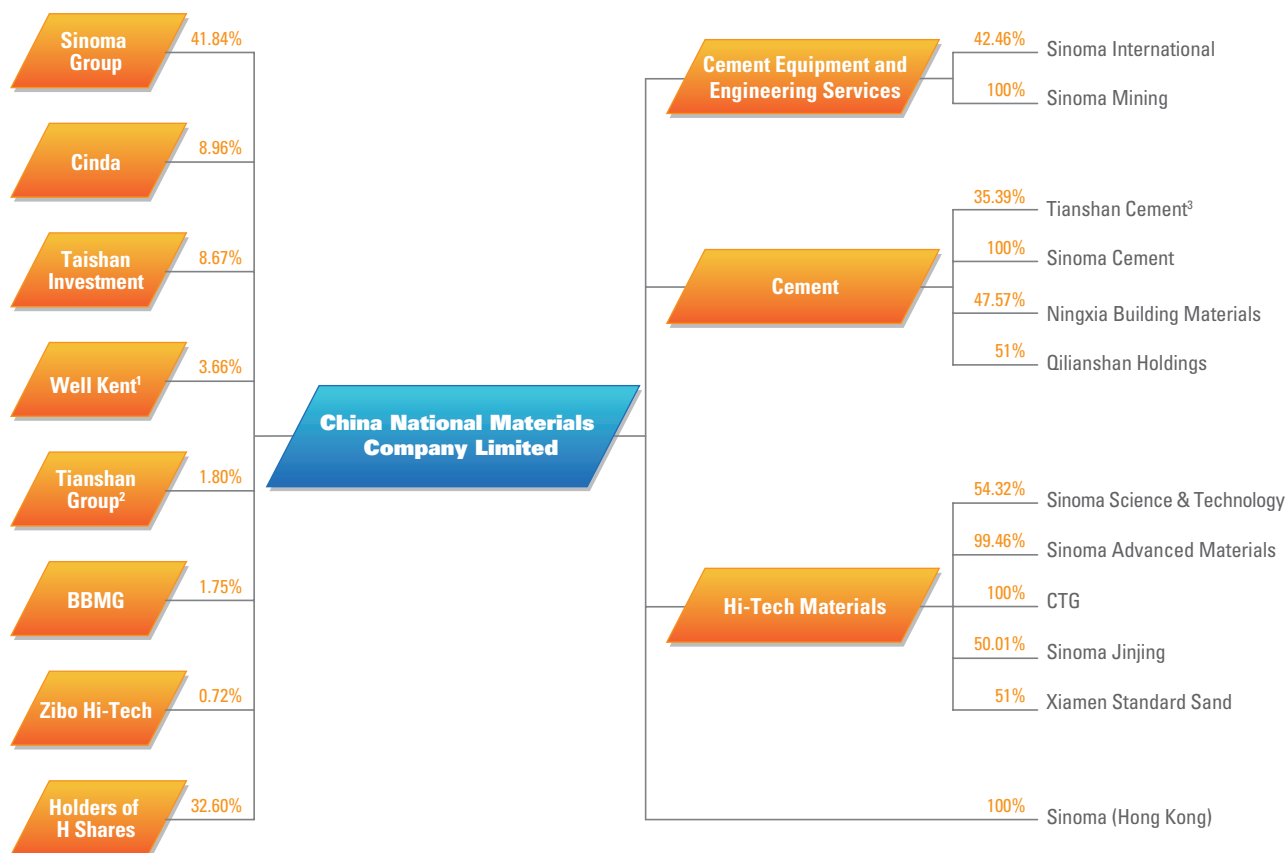 Sinoma
Group
41.84%
Cinda
8.96%
Taishan
Investment
8.67%
Well Kent¹
3.66%
Tianshan
Group²
1.80%
BBMG
1.75%
Zibo Hi-Tech
0.72%
Holders of
H Shares
32.60%
China National Materials
Company Limited
Cement Equipment and
Engineering Services
42.46%
Sinoma International
100%
Sinoma Mining
Cement
35.39%
Tianshan Cement³
100%
Sinoma Cement
47.57%
Ningxia Building Materials
51%
Qilianshan Holdings
Hi-Tech Materials
54.32%
Sinoma Science & Technology
99.46%
Sinoma Advanced Materials
100%
CTG
50.01%
Sinoma Jinjing
51%
Xiamen Standard Sand
100%
Sinoma (Hong Kong)